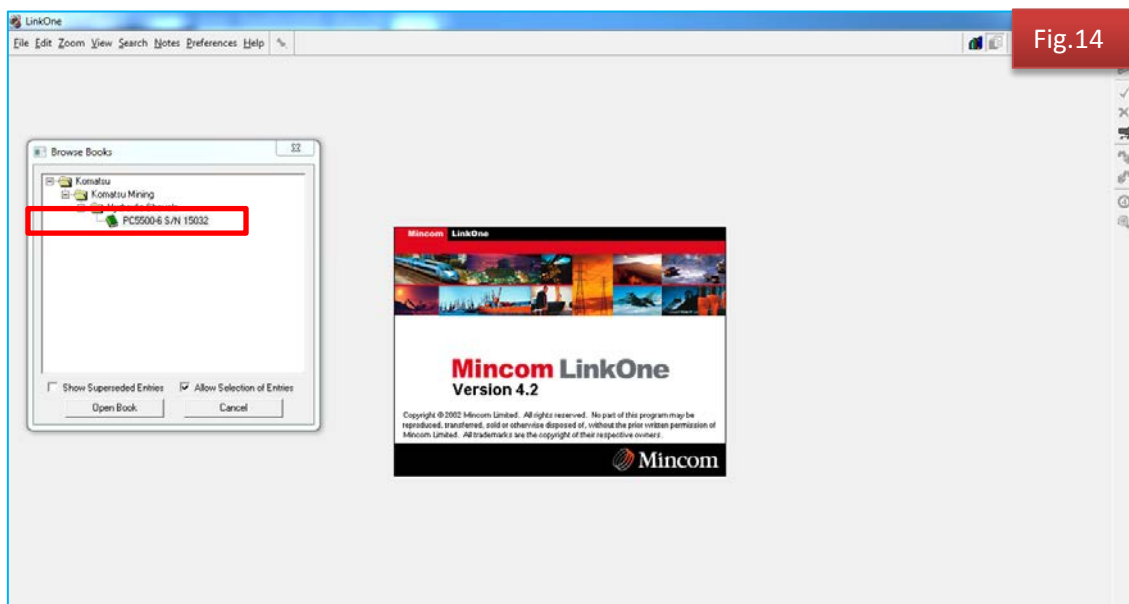 LinkOne
File Edit Zoom View Search Notes Preferences Help
Fig.14
Browse Books
Komatsu
Komatsu Mining
Hydraulic Shovels
PC5500-6 S/N 15032
Show Superseded Entries Allow Selection of Entries
Open Book Cancel
Mincom LinkOne
Mincom LinkOne
Version 4.2
Copyright © 2002 Mincom Limited. All rights reserved. No part of this program may be
reproduced, transferred, sold or otherwise disposed of, without the prior written permission of
Mincom Limited. All trademarks are the copyright of their respective owners.
Mincom